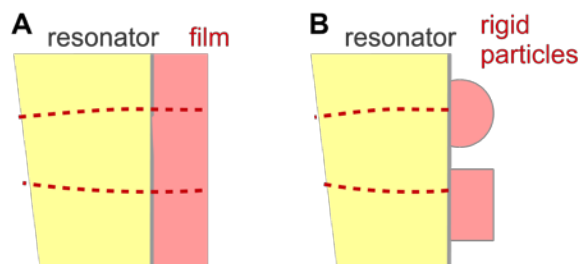 A
resonator film
B
resonator rigid
particles